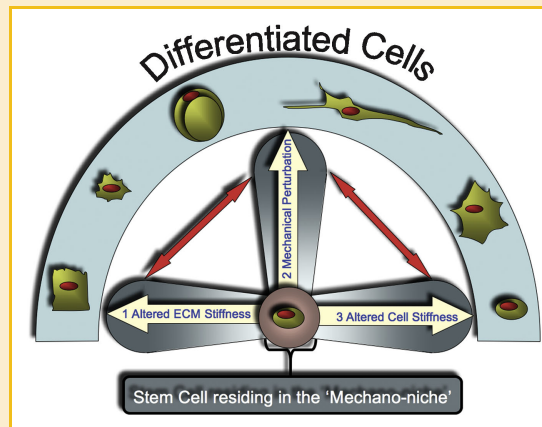 Differentiated Cells
2 Mechanical Perturbation
1 Altered ECM Stiffness
3 Altered Cell Stiffness
Stem Cell residing in the 'Mechano-niche'